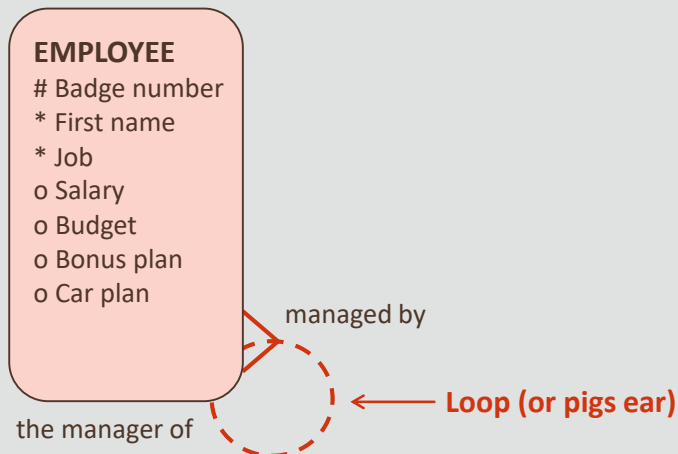 EMPLOYEE
# Badge number
* First name
* Job
o Salary
o Budget
o Bonus plan
o Car plan
managed by
Loop (or pigs ear)
the manager of